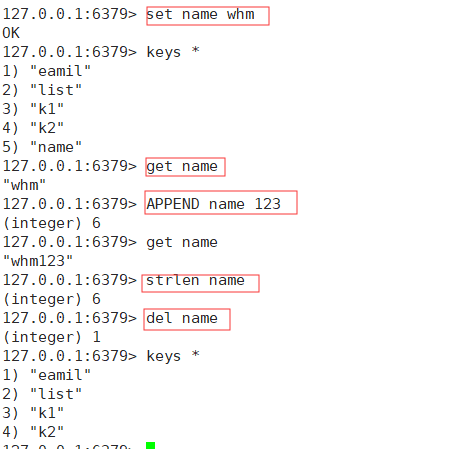 127.0.0.1:6379> set name whm
OK
127.0.0.1:6379> keys *
1) "eamil"
2) "list"
3) "k1"
4) "k2"
5) "name"
127.0.0.1:6379> get name
"whm"
127.0.0.1:6379> APPEND name 123
(integer) 6
127.0.0.1:6379> get name
"whm123"
127.0.0.1:6379> strlen name
(integer) 6
127.0.0.1:6379> del name
(integer) 1
127.0.0.1:6379> keys *
1) "eamil"
2) "list"
3) "k1"
4) "k2"
127.0.0.1:6379>